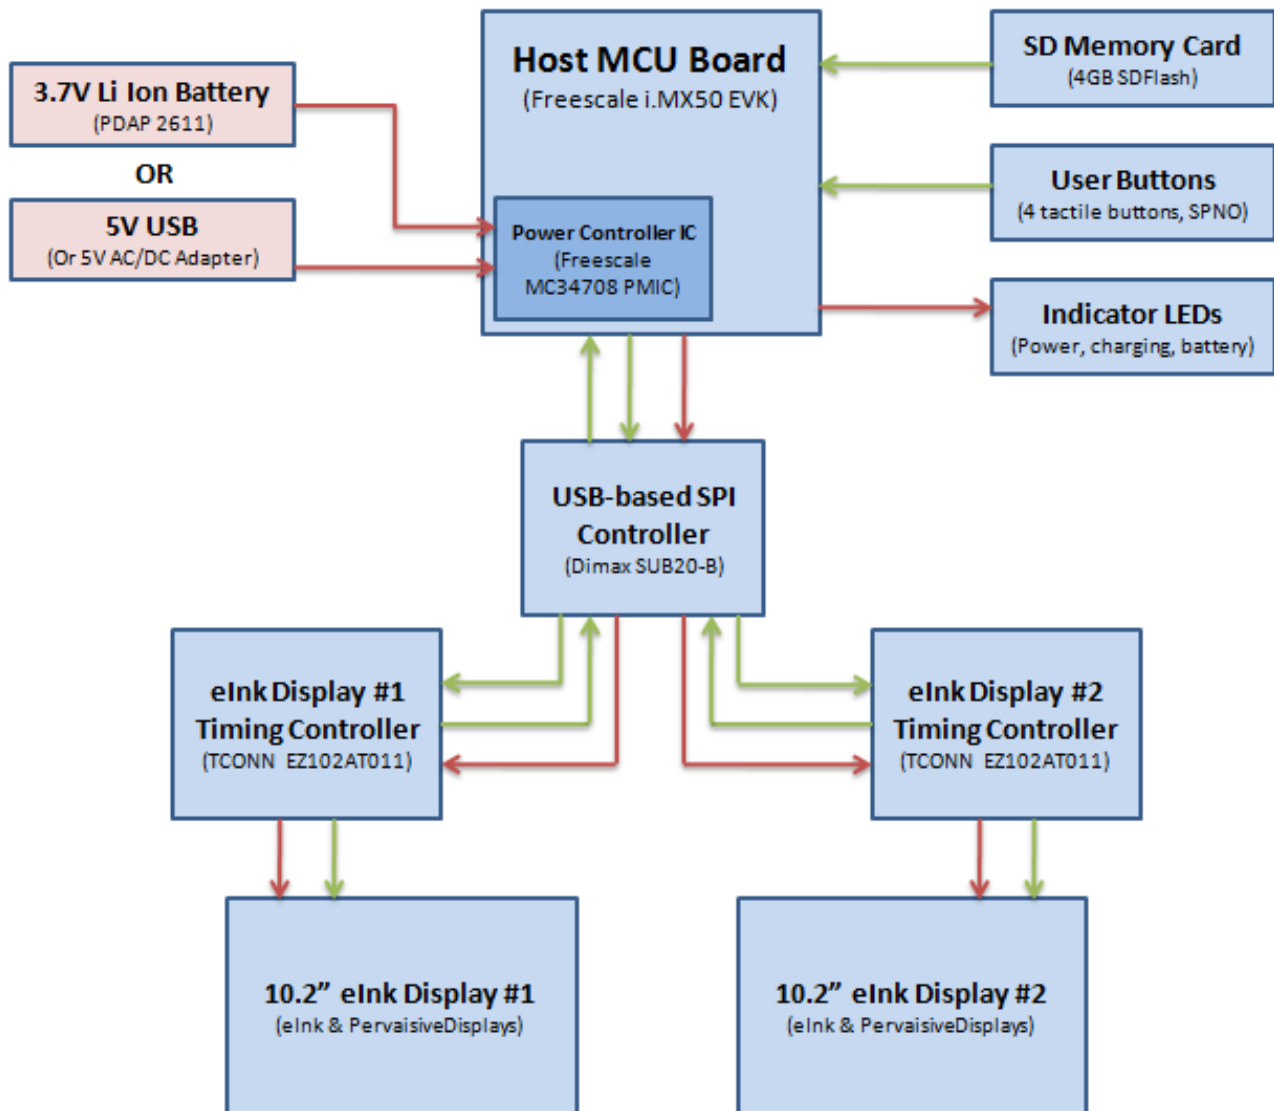 Host MCU Board
(Freescale i.MX50 EVK)
SD Memory Card
(4GB SDFlash)
3.7V Li Ion Battery
(PDAP 2611)
OR
5V USB
(Or 5V AC/DC Adapter)
User Buttons
(4 tactile buttons, SPNO)
Power Controller IC
(Freescale
MC34708 PMIC)
Indicator LEDs
(Power, charging, battery)
USB-based SPI
Controller
(Dimax SUB20-B)
eInk Display #1
Timing Controller
(TCONN EZ102AT011)
eInk Display #2
Timing Controller
(TCONN EZ102AT011)
10.2” eInk Display #1
(eInk & PervaisiveDisplays)
10.2” eInk Display #2
(eInk & PervaisiveDisplays)